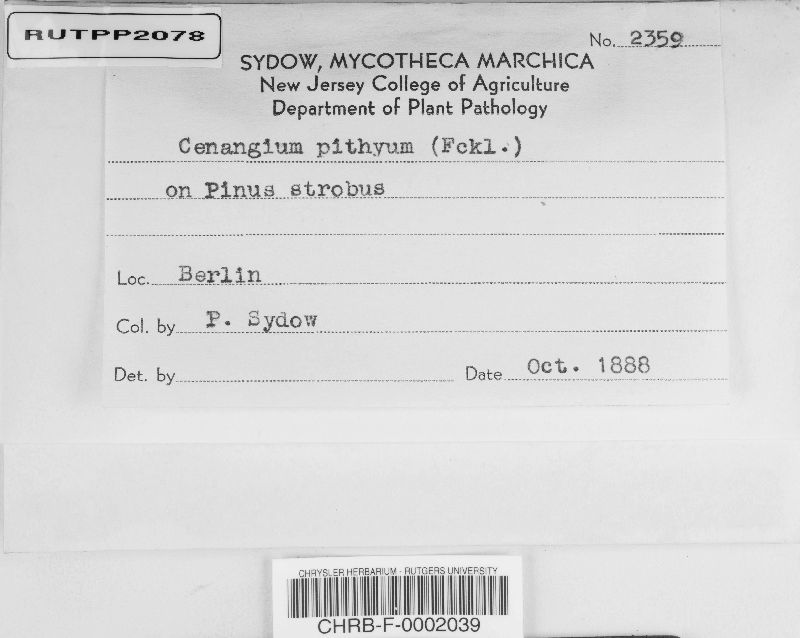 RUTPP2078
No. 2359
SYDOW, MYCOTHECA MARCHICA
New Jersey College of Agriculture
Department of Plant Pathology
Cenangium pithyum (Fckl.)
on Pinus strobus
Loc. Berlin
Col. by P. Sydow
Det. by
Date Oct. 1888
CHRYSLER HERBARIUM - RUTGERS UNIVERSITY
CHRB-F-0002039